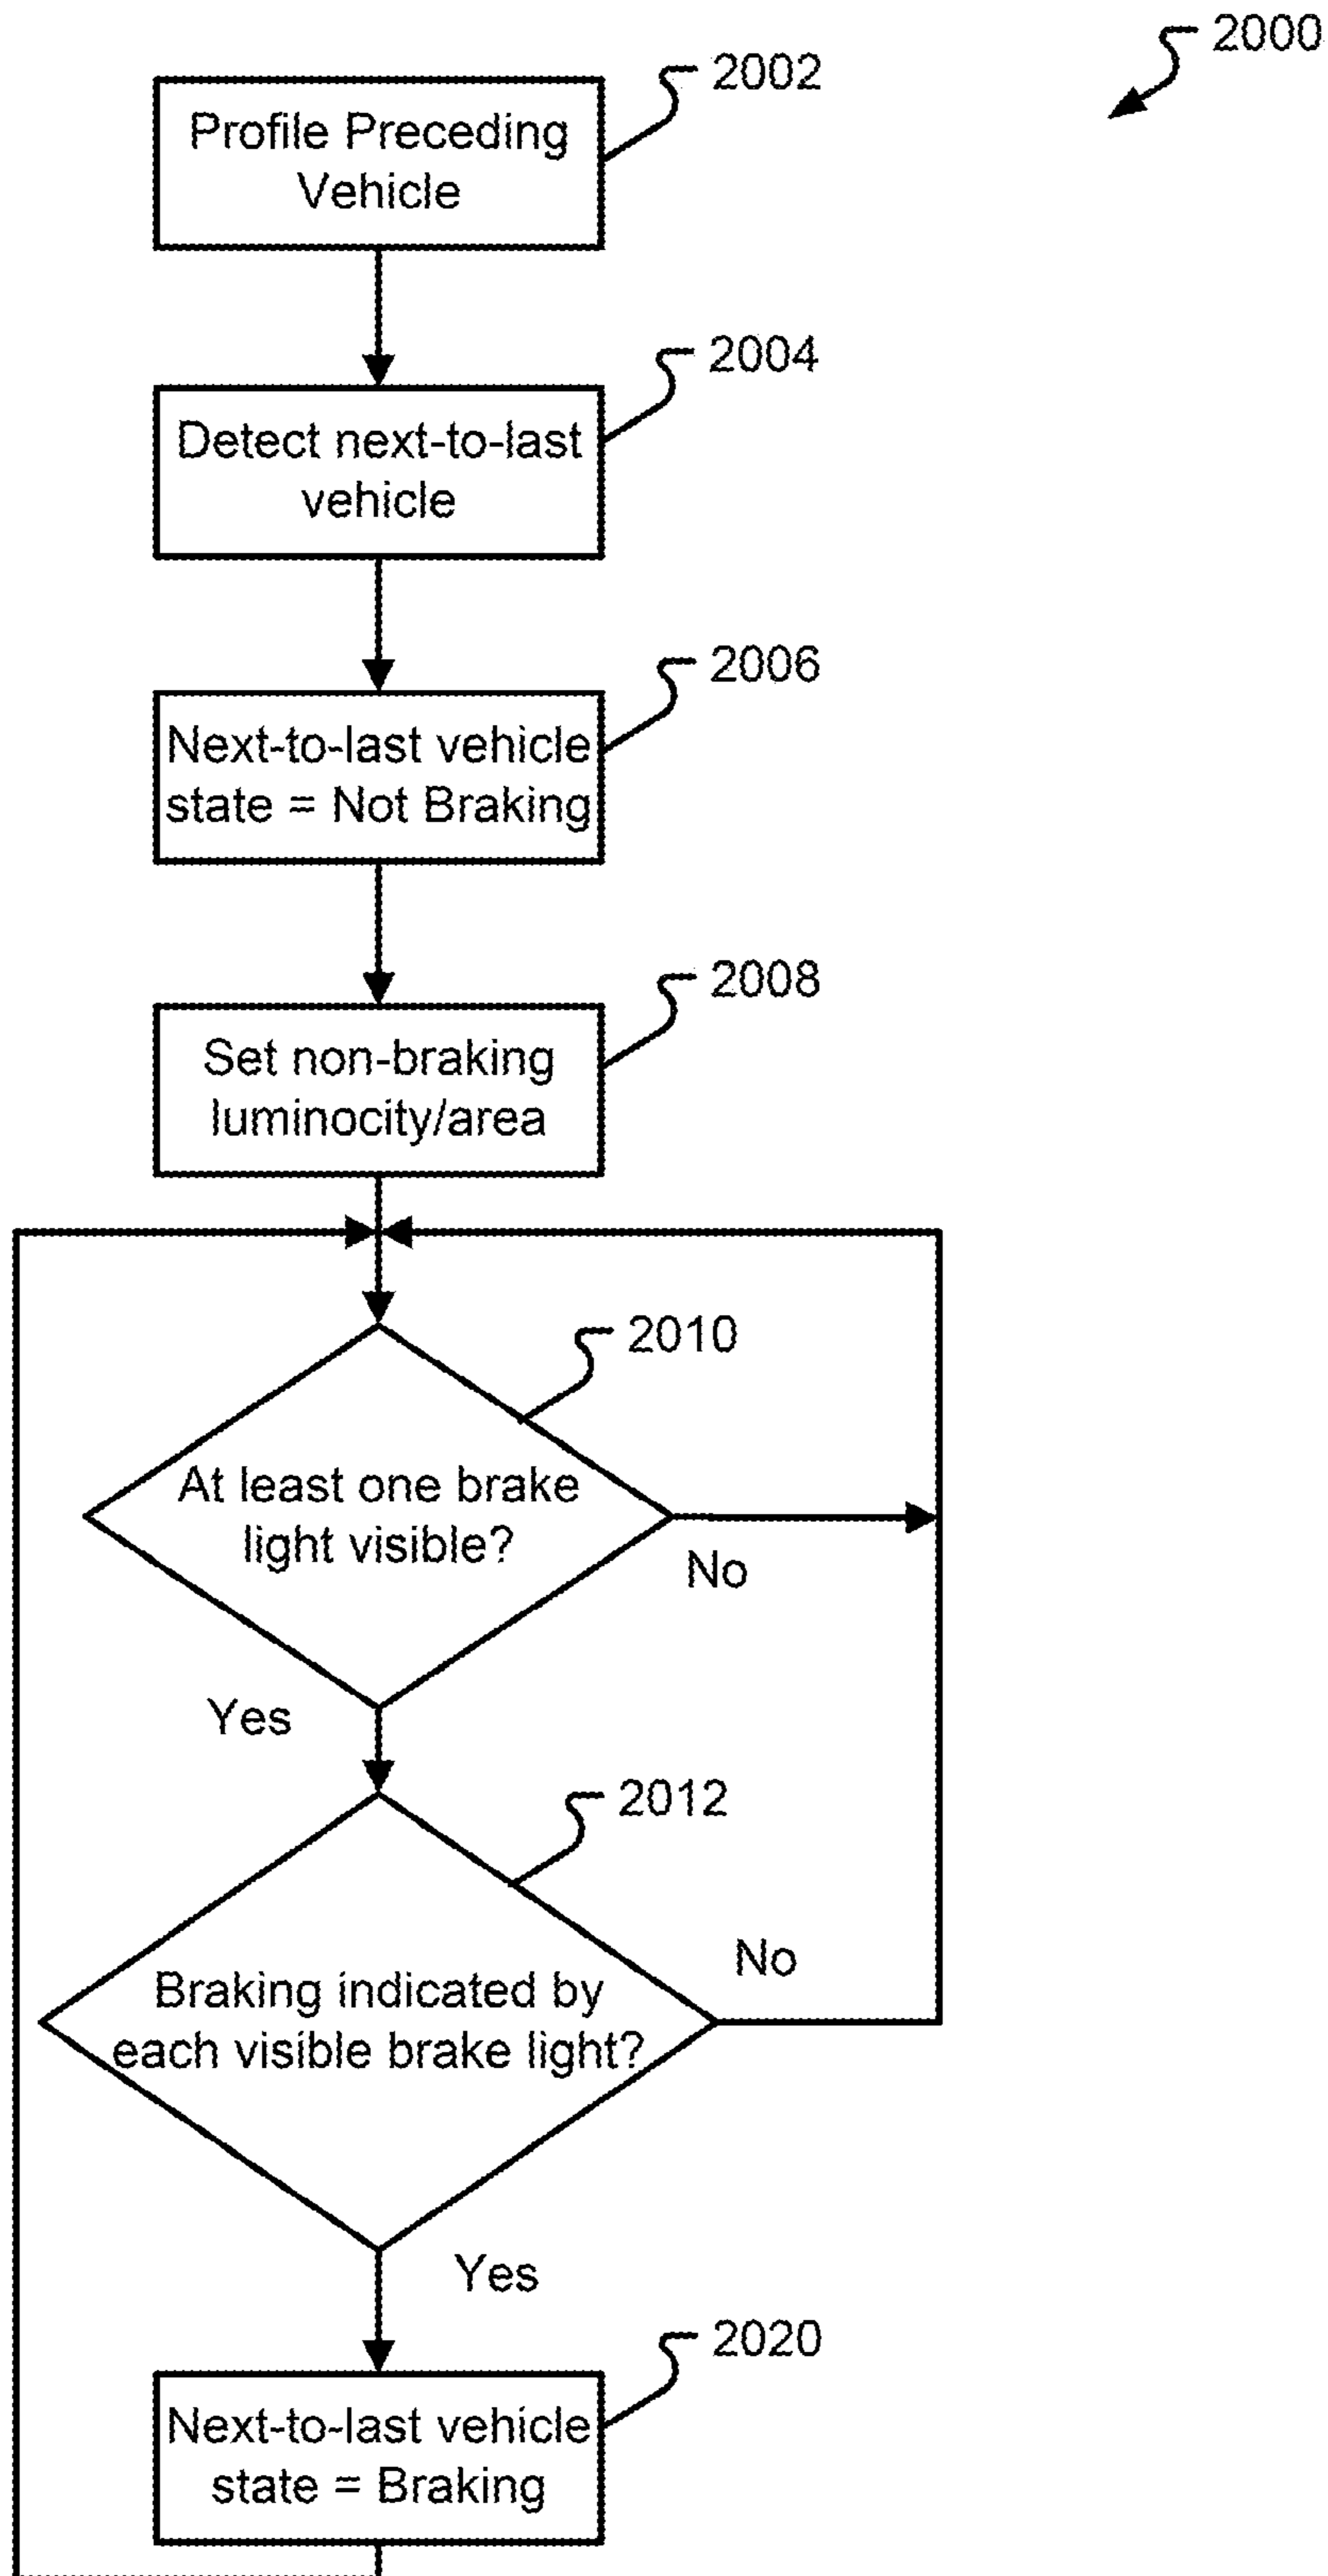 2000
2002
Profile Preceding
Vehicle
2004
Detect next-to-last
vehicle
2006
Next-to-last vehicle
state = Not Braking
2008
Set non-braking
luminocity/area
2010
At least one brake
light visible?
No
Yes
2012
Braking indicated by
each visible brake light?
No
Yes
2020
Next-to-last vehicle
state = Braking